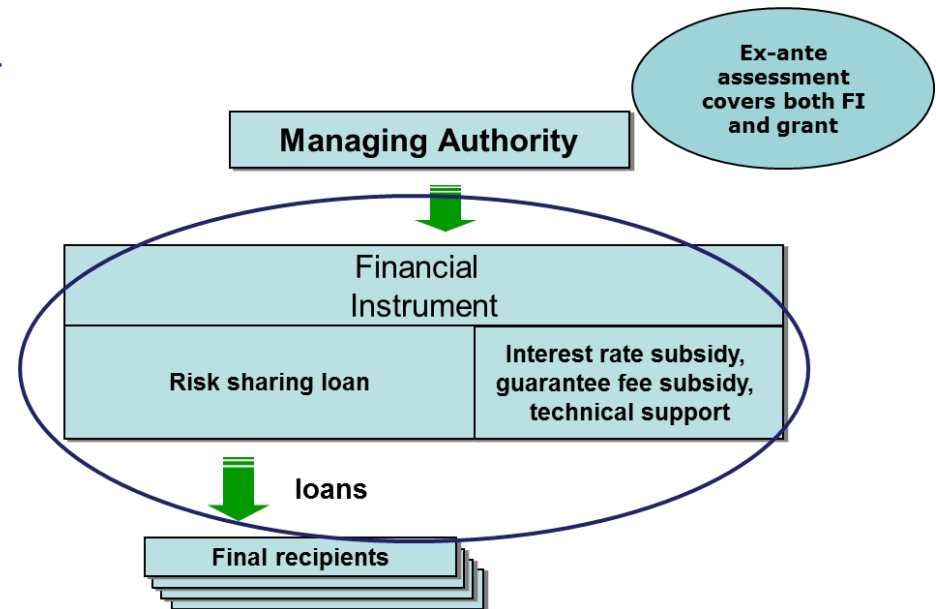 Ex-ante
assessment
covers both FI
and grant
Managing Authority
Financial
Instrument
Risk sharing loan
Interest rate subsidy,
guarantee fee subsidy,
technical support
loans
Final recipients